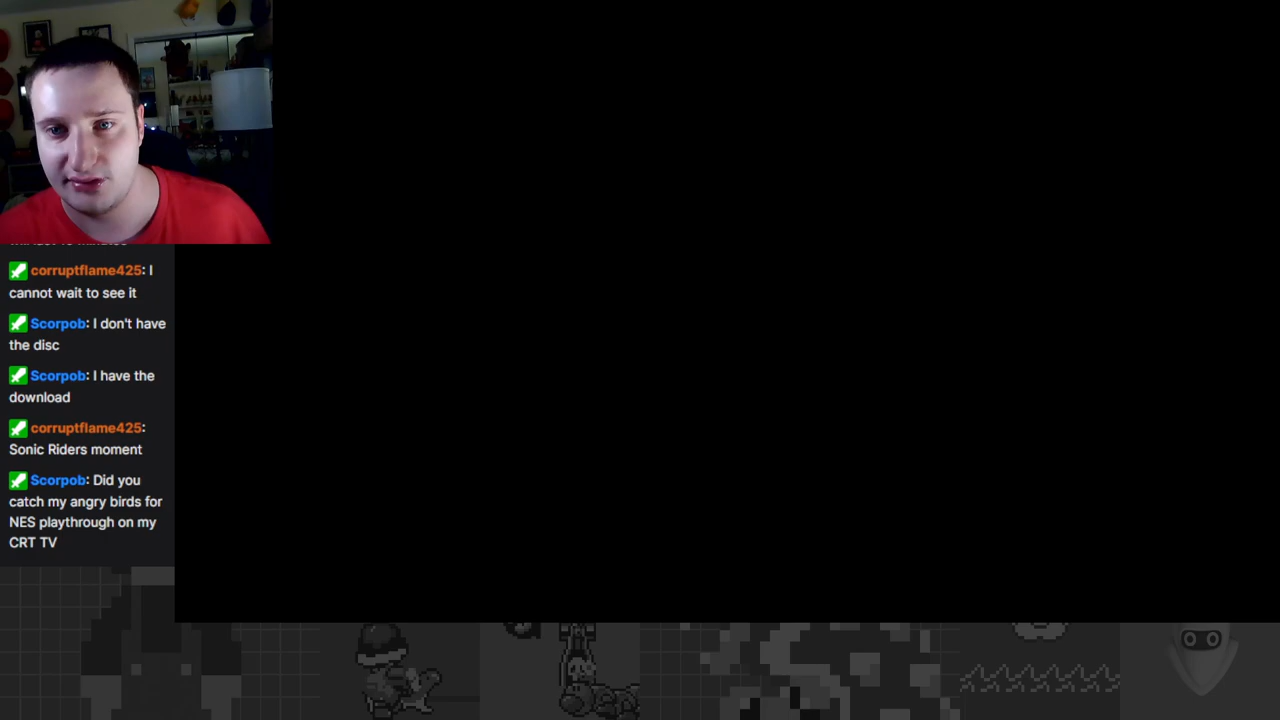 corruptflame425: I
cannot wait to see it
Scorpob: I don't have
the disc
Scorpob: I have the
download
corruptflame425:
Sonic Riders moment
Scorpob: Did you
catch my angry birds for
NES playthrough on my
CRT TV